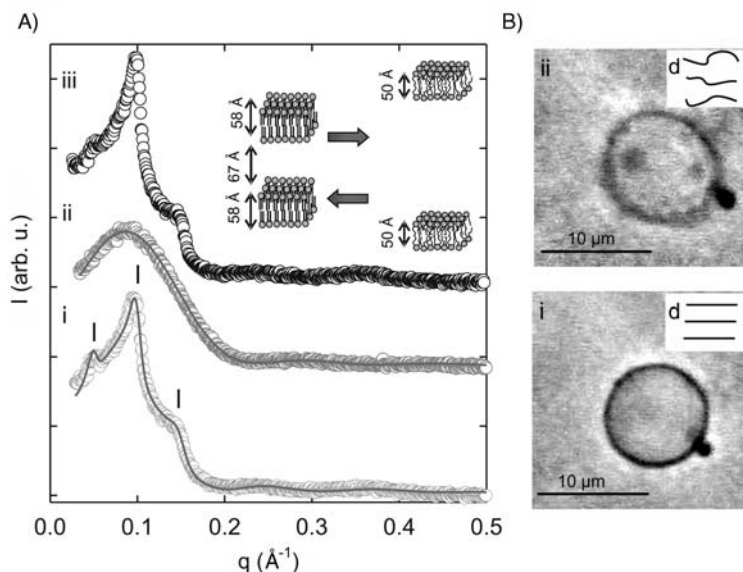 A)
iii
58 Å
67 Å
58 Å
50 Å
50 Å
ii
i
I (arb. u.)
0.0
0.1
0.2
0.3
0.4
0.5
q (Å⁻¹)
B)
ii
d
10 µm
i
d
10 µm